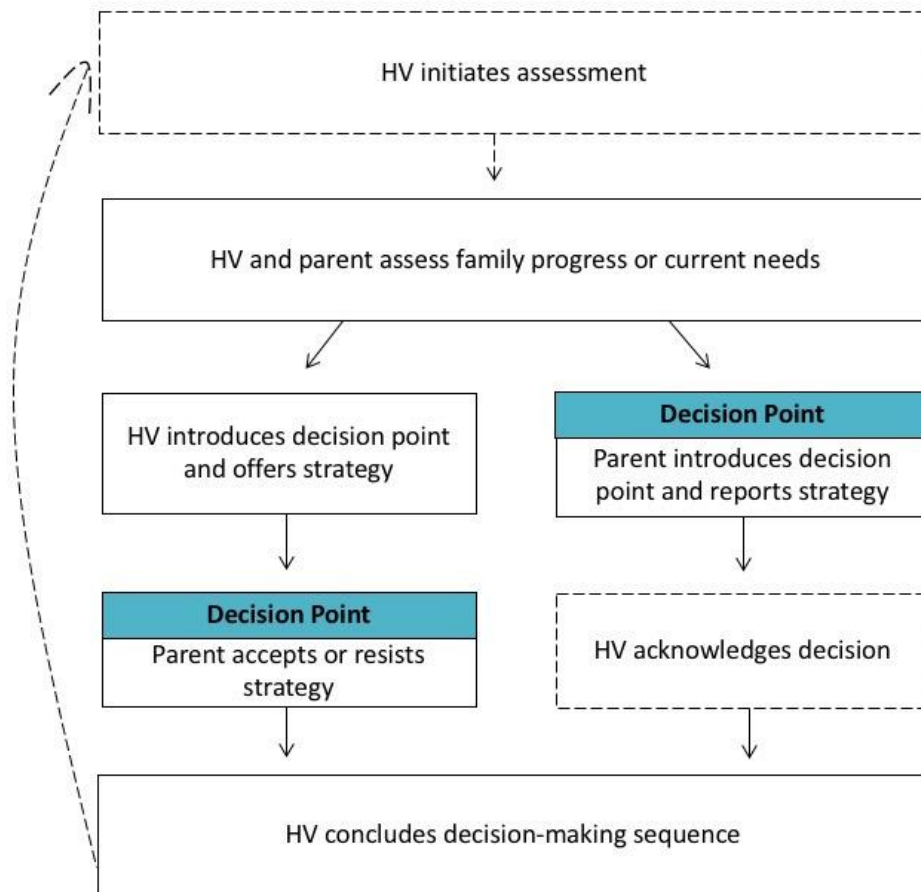 HV initiates assessment
HV and parent assess family progress or current needs
HV introduces decision point
and offers strategy
Decision Point
Parent introduces decision
point and reports strategy
Decision Point
Parent accepts or resists
strategy
HV acknowledges decision
HV concludes decision-making sequence